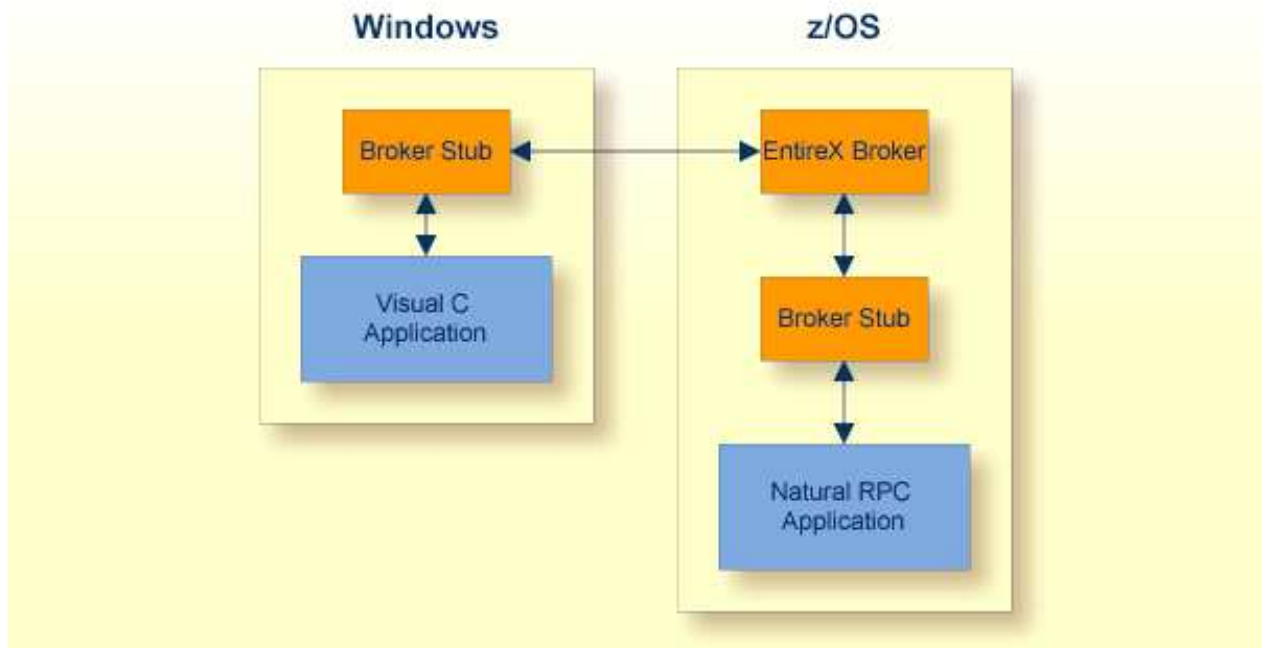 Windows
z/OS
Broker Stub
EntireX Broker
Visual C
Application
Broker Stub
Natural RPC
Application